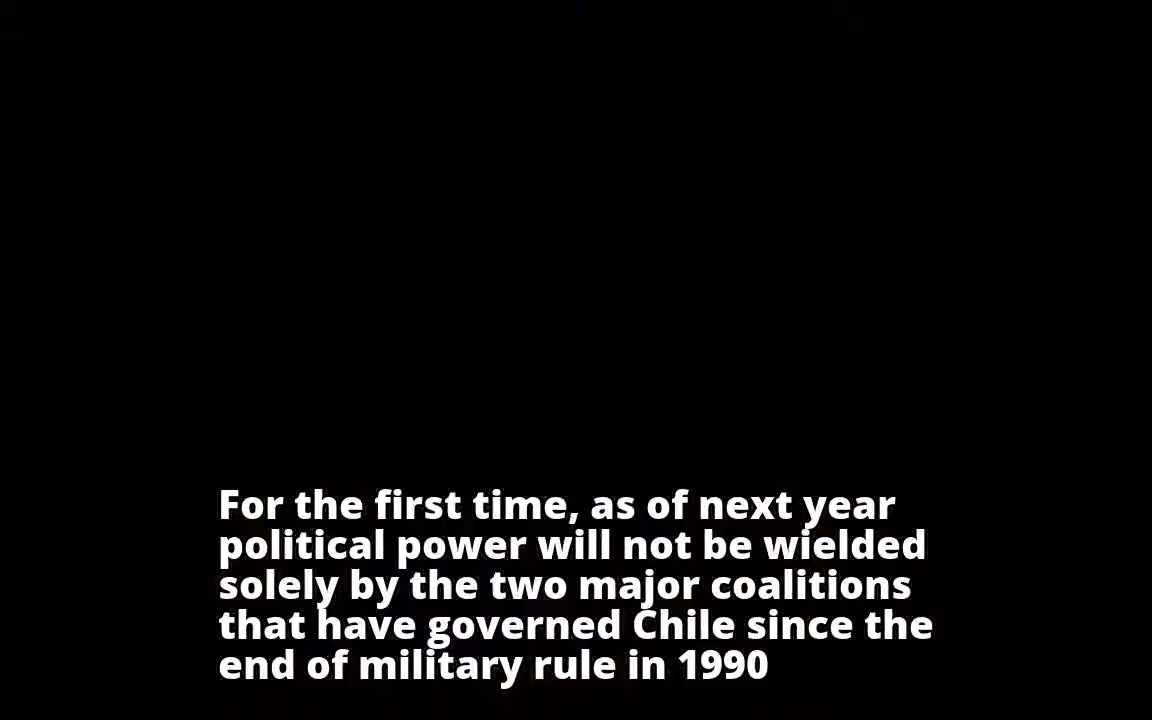 For the first time, as of next year
political power will not be wielded
solely by the two major coalitions
that have governed Chile since the
end of military rule in 1990